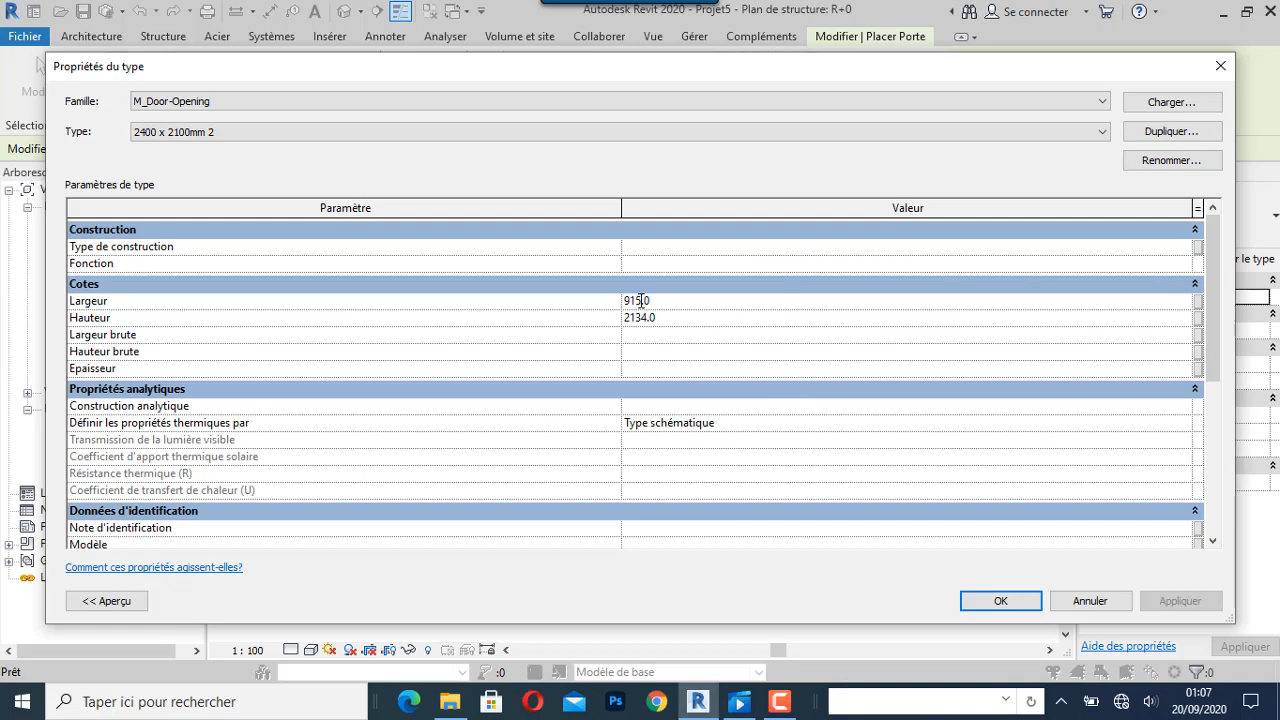 Autodesk Revit 2020 - Projet5 - Plan de structure: R+0
Se connecter
Fichier Architecture Structure Acier Systèmes Insérer Annoter Analyser Volume et site Collaborer Vue Gérer Compléments Modifier | Placer Porte
Propriétés du type
Famille: M_Door-Opening Charger...
Type: 2400 x 2100mm 2 Dupliquer...
Renommer...
Mod
Sélection
Modifie
Arbores
Paramètres de type
Paramètre Valeur =
Construction
Type de construction
Fonction
r le type
Cotes
Largeur 915.0
Hauteur 2134.0
Largeur brute
Hauteur brute
Epaisseur
Propriétés analytiques
Construction analytique
Définir les propriétés thermiques par Type schématique
Transmission de la lumière visible
Coefficient d'apport thermique solaire
Résistance thermique (R)
Coefficient de transfert de chaleur (U)
Données d'identification
Note d'identification
Modèle
Comment ces propriétés agissent-elles?
<< Aperçu OK Annuler Appliquer
1 : 100 Aide des propriétés Appliquer
Prêt :0 Modèle de base :0
Taper ici pour rechercher
01:07
20/09/2020